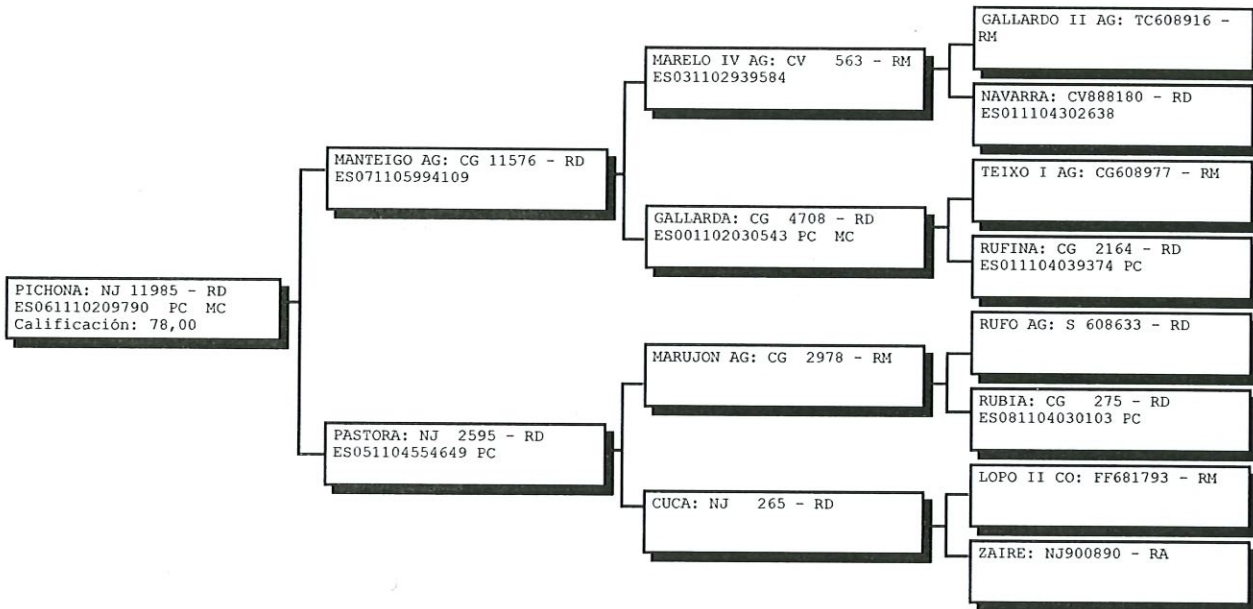 PICHONA: NJ 11985 - RD
ES061110209790 PC MC
Calificación: 78,00
MANTEIGO AG: CG 11576 - RD
ES071105994109
PASTORA: NJ 2595 - RD
ES051104554649 PC
MARELO IV AG: CV 563 - RM
ES031102939584
GALLARDA: CG 4708 - RD
ES001102030543 PC MC
MARUJON AG: CG 2978 - RM
CUCA: NJ 265 - RD
GALLARDO II AG: TC608916 -
RM
NAVARRA: CV888180 - RD
ES011104302638
TEIXO I AG: CG608977 - RM
RUFINA: CG 2164 - RD
ES011104039374 PC
RUFO AG: S 608633 - RD
RUBIA: CG 275 - RD
ES081104030103 PC
LOPO II CO: FF681793 - RM
ZAIRE: NJ900890 - RA